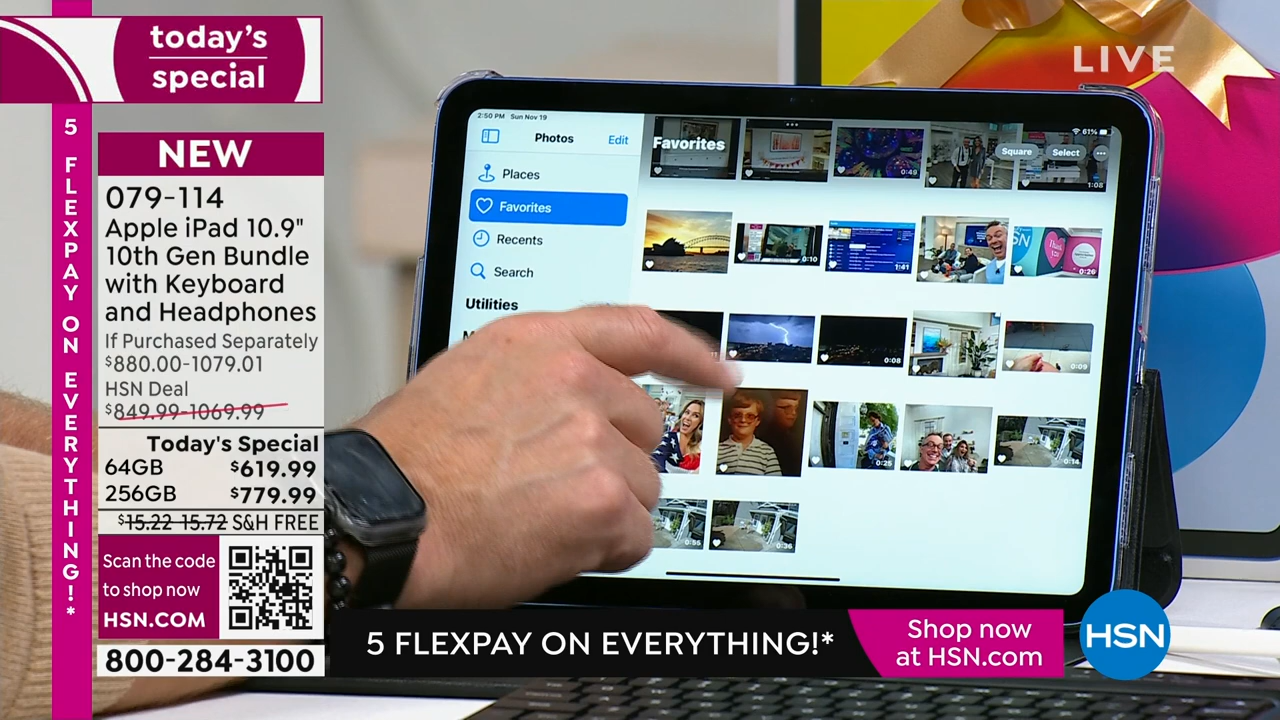 today's
special
LIVE
5 FLEXPAY ON EVERYTHING!*
NEW
079-114
Apple iPad 10.9"
10th Gen Bundle
with Keyboard
and Headphones
If Purchased Separately
$880.00-1079.01
HSN Deal
$849.99-1069.99
Today's Special
64GB $619.99
256GB $779.99
$15.22-15.72 S&H FREE
Scan the code
to shop now
HSN.COM
800-284-3100
2:50 PM Sun Nov 19
61%
Photos
Edit
Places
Favorites
Recents
Search
Utilities
Favorites
Square
Select
0:49
1:08
0:10
1:41
0:26
0:08
0:09
0:25
0:14
0:55
0:36
5 FLEXPAY ON EVERYTHING!*
Shop now
at HSN.com
HSN